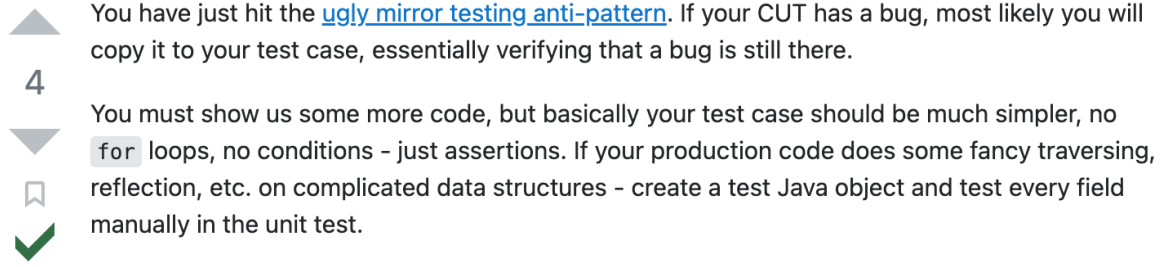 You have just hit the ugly mirror testing anti-pattern. If your CUT has a bug, most likely you will
copy it to your test case, essentially verifying that a bug is still there.
4
You must show us some more code, but basically your test case should be much simpler, no
for loops, no conditions - just assertions. If your production code does some fancy traversing,
reflection, etc. on complicated data structures - create a test Java object and test every field
manually in the unit test.